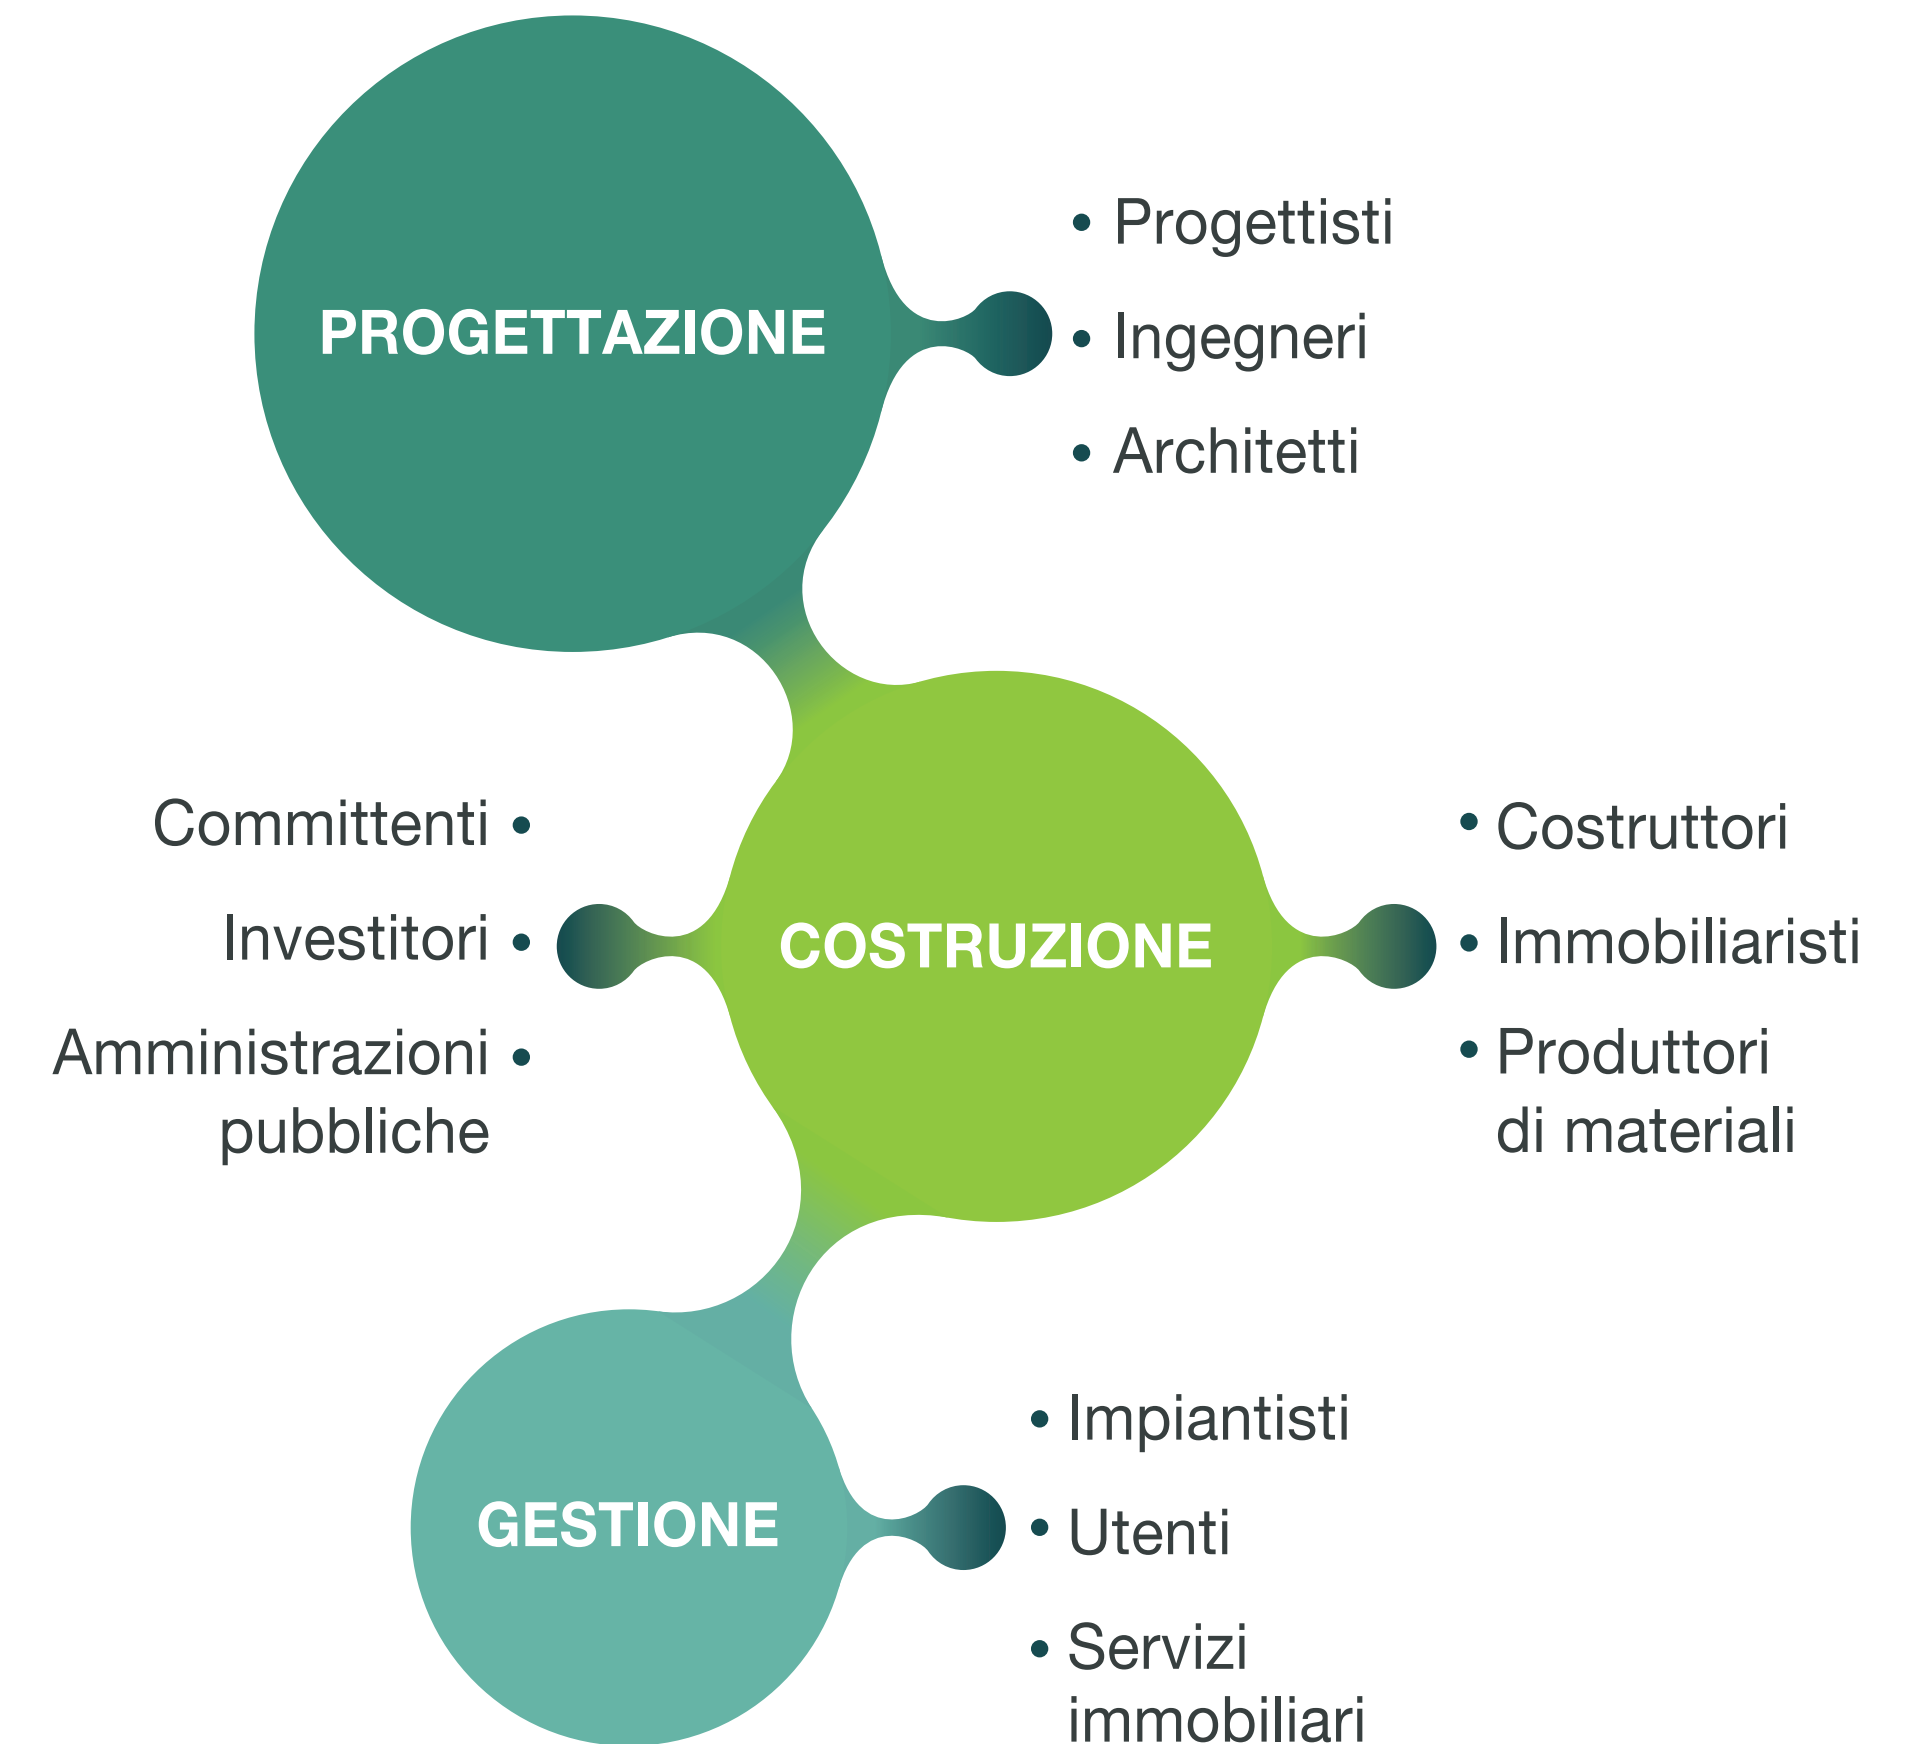 PROGETTAZIONE
• Progettisti
• Ingegneri
• Architetti
Committenti •
Investitori •
Amministrazioni •
pubbliche
COSTRUZIONE
• Costruttori
• Immobiliaristi
• Produttori
di materiali
GESTIONE
• Impiantisti
• Utenti
• Servizi
immobiliari